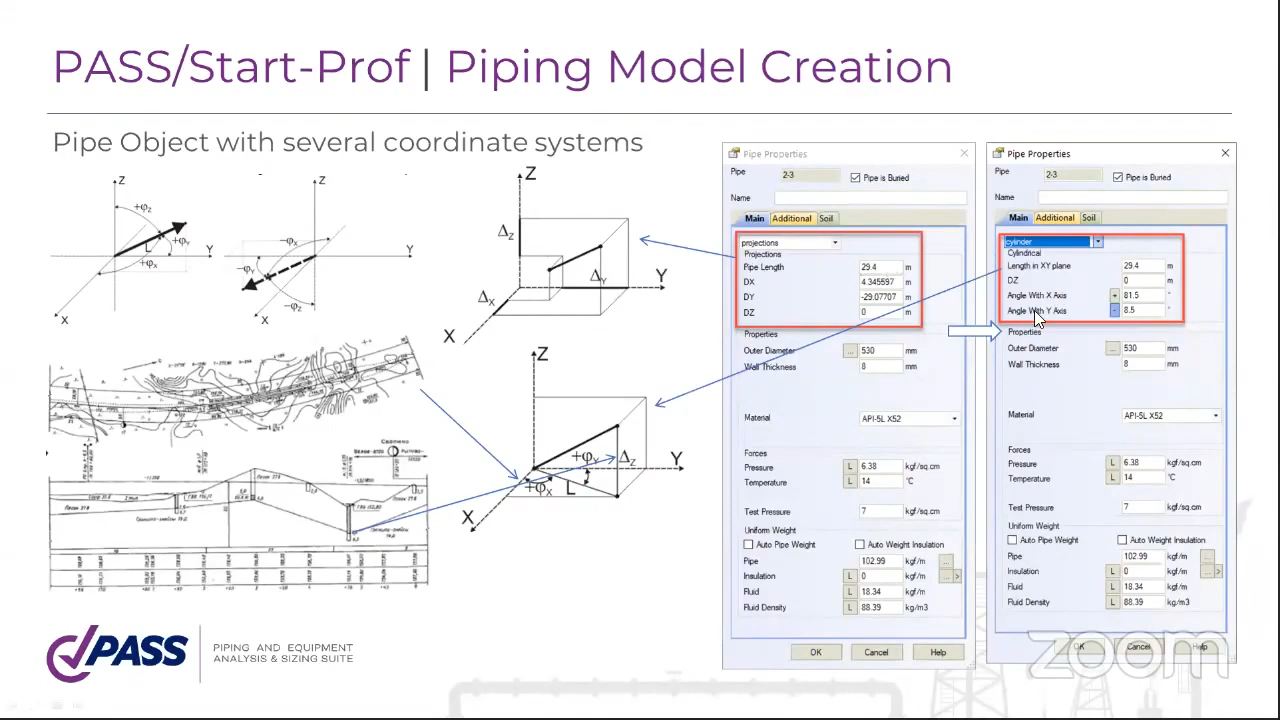 PASS/Start-Prof | Piping Model Creation
Pipe Object with several coordinate systems
Z
+φZ
L
+φY
Y
+φX
X
Z
-φX
Y
-φY
-φZ
X
Z
ΔZ
ΔY
Y
ΔX
X
Z
+φY
ΔZ
Y
+φX
L
X
Pipe Properties
Pipe 2-3 Pipe is Buried
Name
Main Additional Soil
projections
Projections
Pipe Length 29.4 m
DX 4.345597 m
DY -29.07707 m
DZ 0 m
Properties
Outer Diameter ... 530 mm
Wall Thickness 8 mm
Material API-5L X52
Forces
Pressure L 6.38 kgf/sq.cm
Temperature L 14 °C
Test Pressure 7 kgf/sq.cm
Uniform Weight
Auto Pipe Weight Auto Weight Insulation
Pipe 102.99 kgf/m ...
Insulation L 0 kgf/m ... >
Fluid L 18.34 kgf/m
Fluid Density L 88.39 kg/m3
OK Cancel Help
Pipe Properties
Pipe 2-3 Pipe is Buried
Name
Main Additional Soil
cylinder
Cylindrical
Length in XY plane 29.4 m
DZ 0 m
Angle With X Axis + 81.5 °
Angle With Y Axis - 8.5 °
Properties
Outer Diameter ... 530 mm
Wall Thickness 8 mm
Material API-5L X52
Forces
Pressure L 6.38 kgf/sq.cm
Temperature L 14 °C
Test Pressure 7 kgf/sq.cm
Uniform Weight
Auto Pipe Weight Auto Weight Insulation
Pipe 102.99 kgf/m ...
Insulation L 0 kgf/m ... >
Fluid L 18.34 kgf/m
Fluid Density L 88.39 kg/m3
OK Cancel Help
PASS
PIPING AND EQUIPMENT
ANALYSIS & SIZING SUITE
zoom